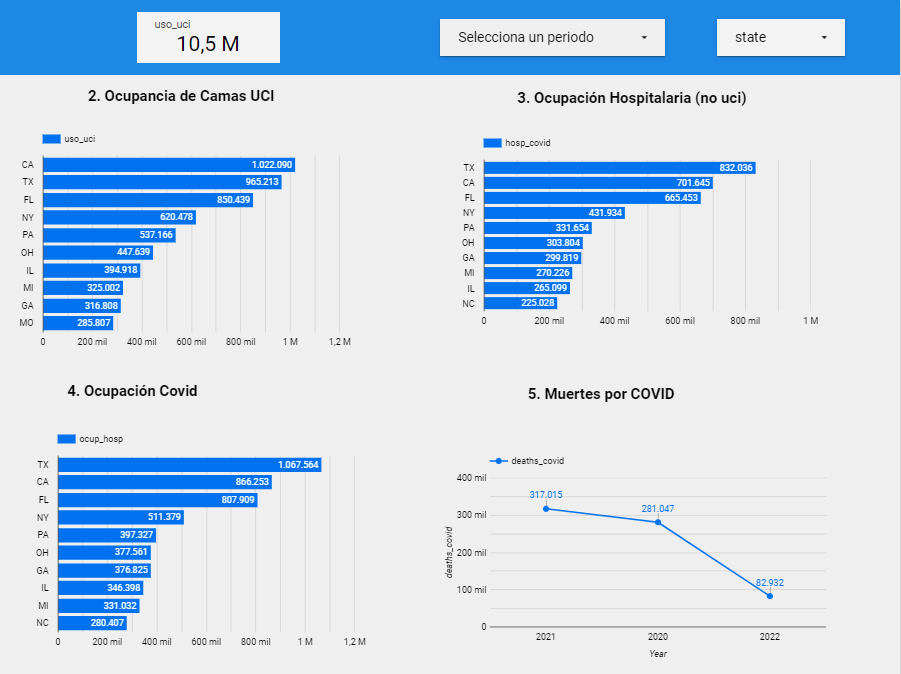 uso_uci
10,5 M
Selecciona un periodo
state
2. Ocupancia de Camas UCI
uso_uci
CA 1.022.090
TX 965.213
FL 850.439
NY 620.478
PA 537.166
OH 447.639
IL 394.918
MI 325.002
GA 316.808
MO 285.807
0 200 mil 400 mil 600 mil 800 mil 1 M 1,2 M
3. Ocupación Hospitalaria (no uci)
hosp_covid
TX 832.036
CA 701.645
FL 665.453
NY 431.934
PA 331.654
OH 303.804
GA 299.819
MI 270.226
IL 265.099
NC 225.028
0 200 mil 400 mil 600 mil 800 mil 1 M
4. Ocupación Covid
ocup_hosp
TX 1.067.564
CA 866.253
FL 807.909
NY 511.379
PA 397.327
OH 377.561
GA 376.825
IL 346.398
MI 331.032
NC 280.407
0 200 mil 400 mil 600 mil 800 mil 1 M 1,2 M
5. Muertes por COVID
deaths_covid
400 mil
300 mil
200 mil
100 mil
0
deaths_covid
317.015
281.047
82.932
2021 2020 2022
Year